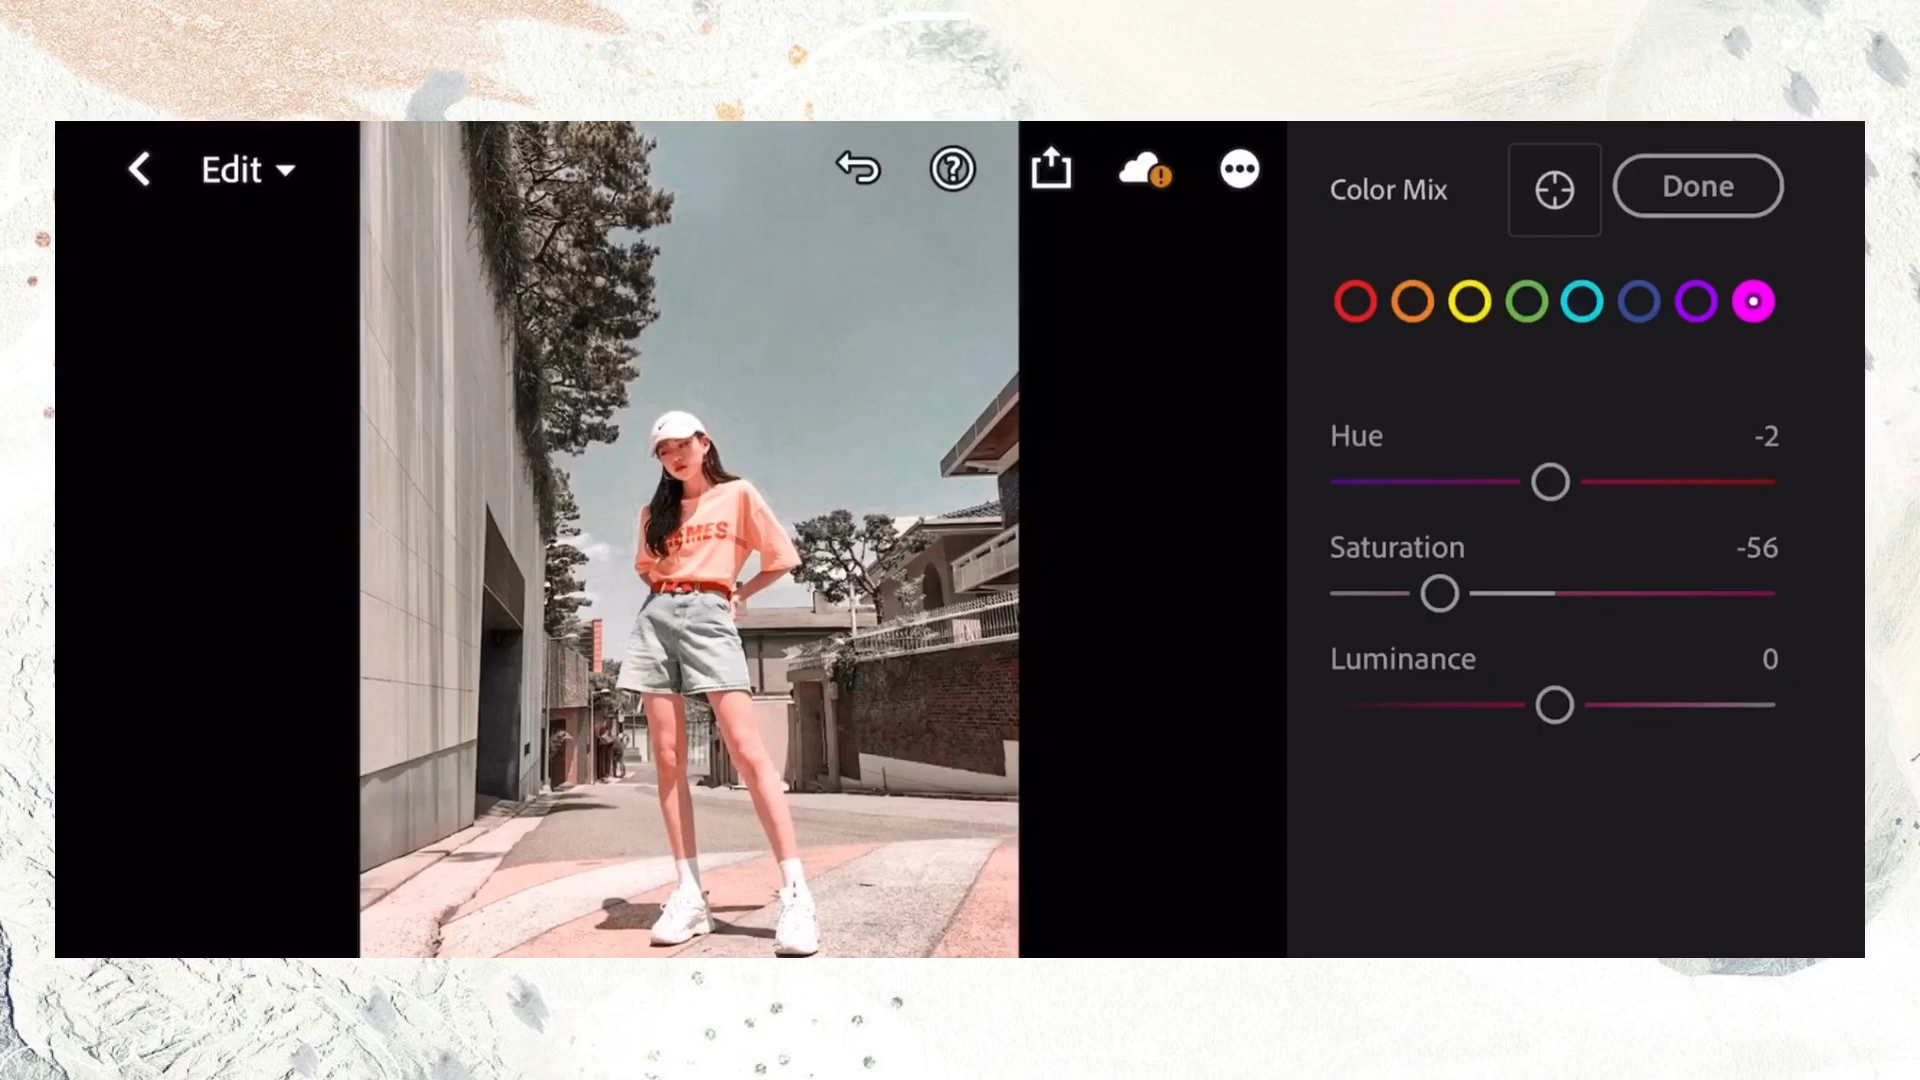 Edit
Color Mix
Done
Hue
-2
Saturation
-56
Luminance
0